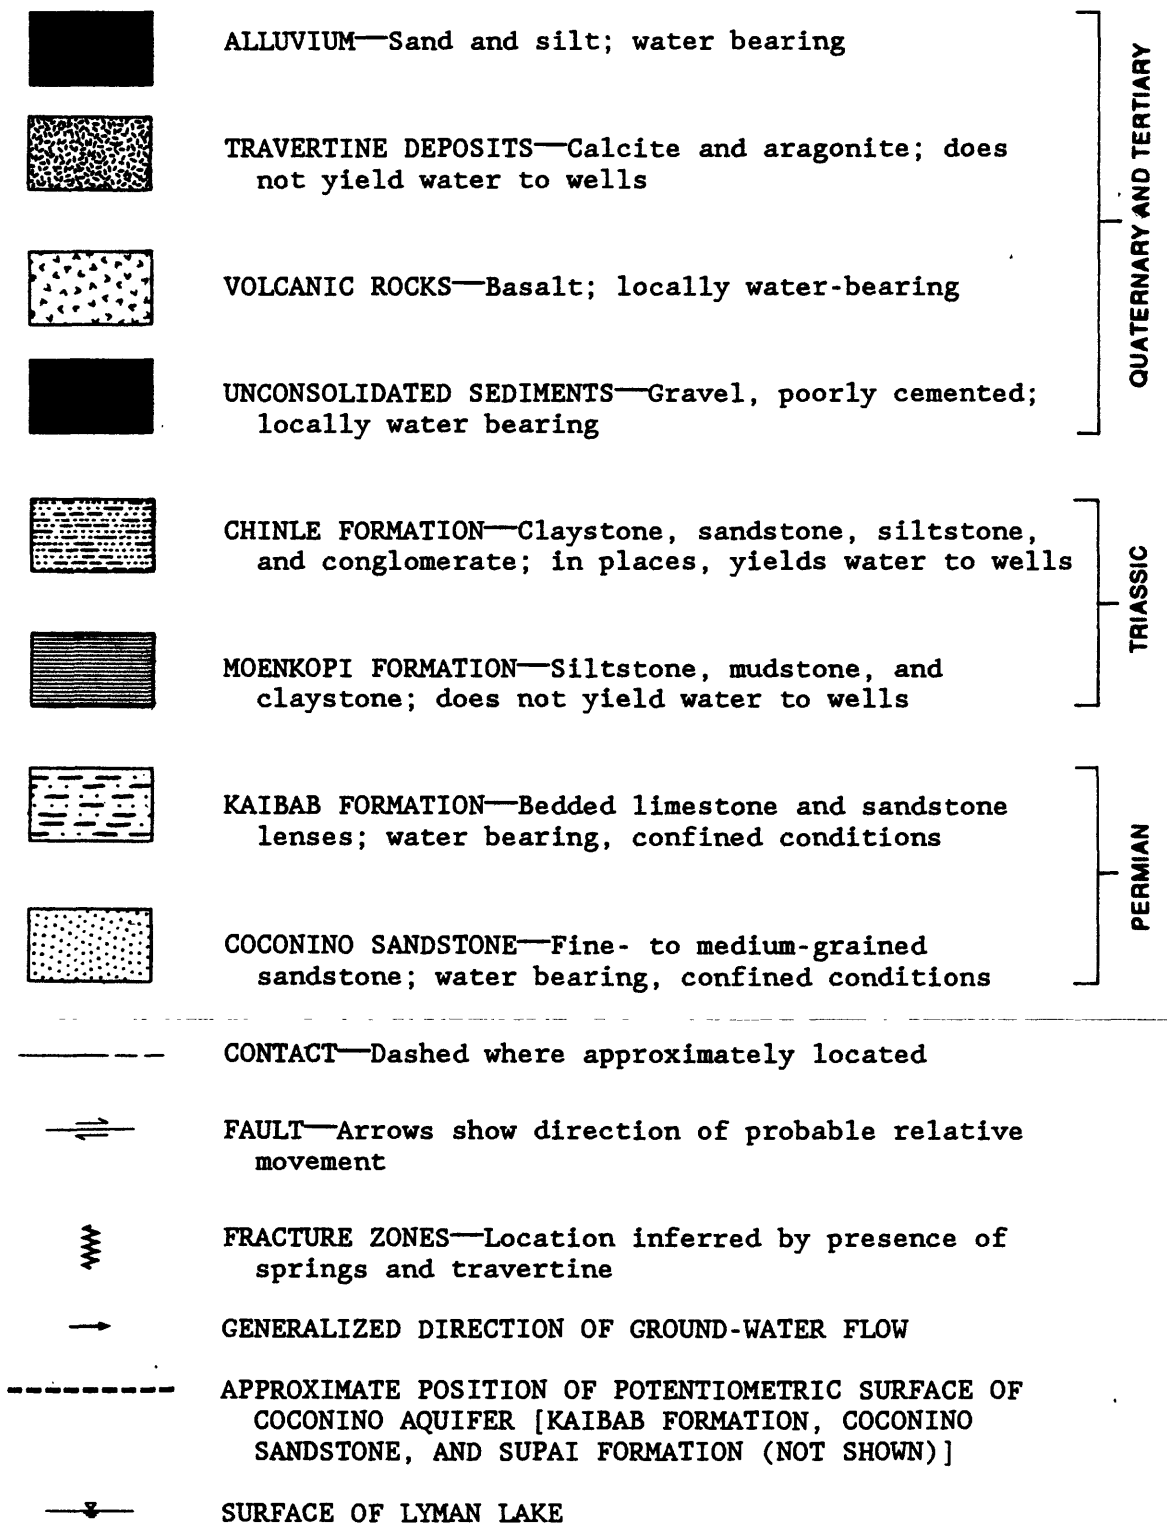 ALLUVIUM—Sand and silt; water bearing
TRAVERTINE DEPOSITS—Calcite and aragonite; does
not yield water to wells
VOLCANIC ROCKS—Basalt; locally water-bearing
UNCONSOLIDATED SEDIMENTS—Gravel, poorly cemented;
locally water bearing
QUATERNARY AND TERTIARY
CHINLE FORMATION—Claystone, sandstone, siltstone,
and conglomerate; in places, yields water to wells
MOENKOPI FORMATION—Siltstone, mudstone, and
claystone; does not yield water to wells
TRIASSIC
KAIBAB FORMATION—Bedded limestone and sandstone
lenses; water bearing, confined conditions
COCONINO SANDSTONE—Fine- to medium-grained
sandstone; water bearing, confined conditions
PERMIAN
CONTACT—Dashed where approximately located
FAULT—Arrows show direction of probable relative
movement
FRACTURE ZONES—Location inferred by presence of
springs and travertine
GENERALIZED DIRECTION OF GROUND-WATER FLOW
APPROXIMATE POSITION OF POTENTIOMETRIC SURFACE OF
COCONINO AQUIFER [KAIBAB FORMATION, COCONINO
SANDSTONE, AND SUPAI FORMATION (NOT SHOWN)]
SURFACE OF LYMAN LAKE